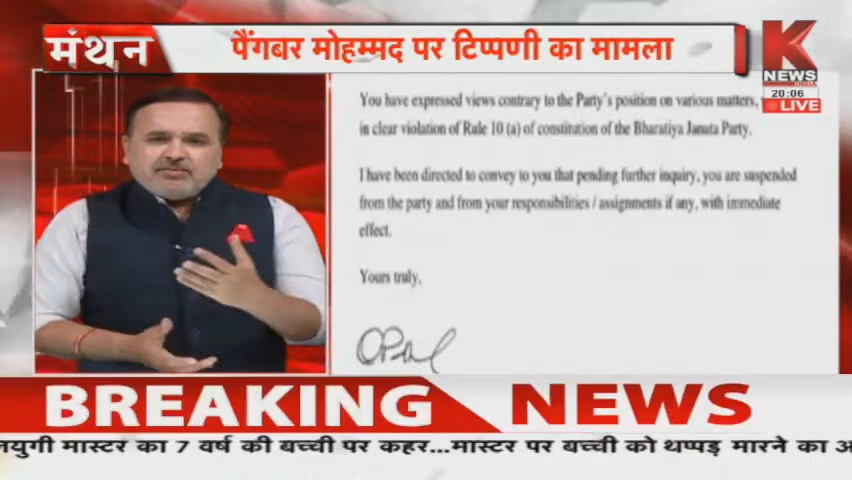 मंथन
पैंगबर मोहम्मद पर टिप्पणी का मामला
K
NEWS
INDIA
20:06
LIVE
You have expressed views contrary to the Party's position on various matters,
in clear violation of Rule 10 (a) of constitution of the Bharatiya Janata Party.
I have been directed to convey to you that pending further inquiry, you are suspended
from the party and from your responsibilities / assignments if any, with immediate
effect.
Yours truly,
BREAKING NEWS
मास्टर का 7 वर्ष की बच्ची पर कहर...मास्टर पर बच्ची को थप्पड़ मारने का